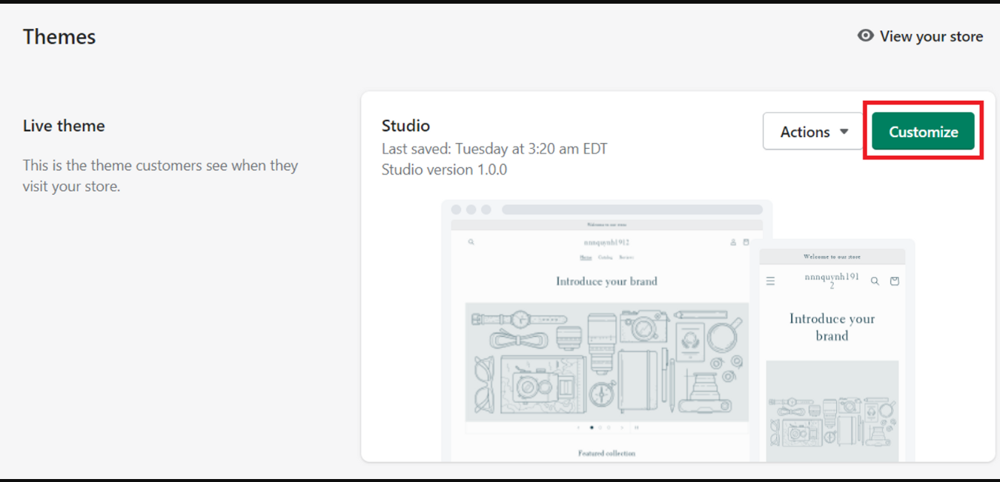 Themes
View your store
Live theme
This is the theme customers see when they
visit your store.
Studio
Last saved: Tuesday at 3:20 am EDT
Studio version 1.0.0
Actions
Customize
Welcome to our store
nnnquynh1912
Home Catalog
Introduce your brand
Featured collection
Welcome to our store
nnnquynh191
2
Introduce your
brand